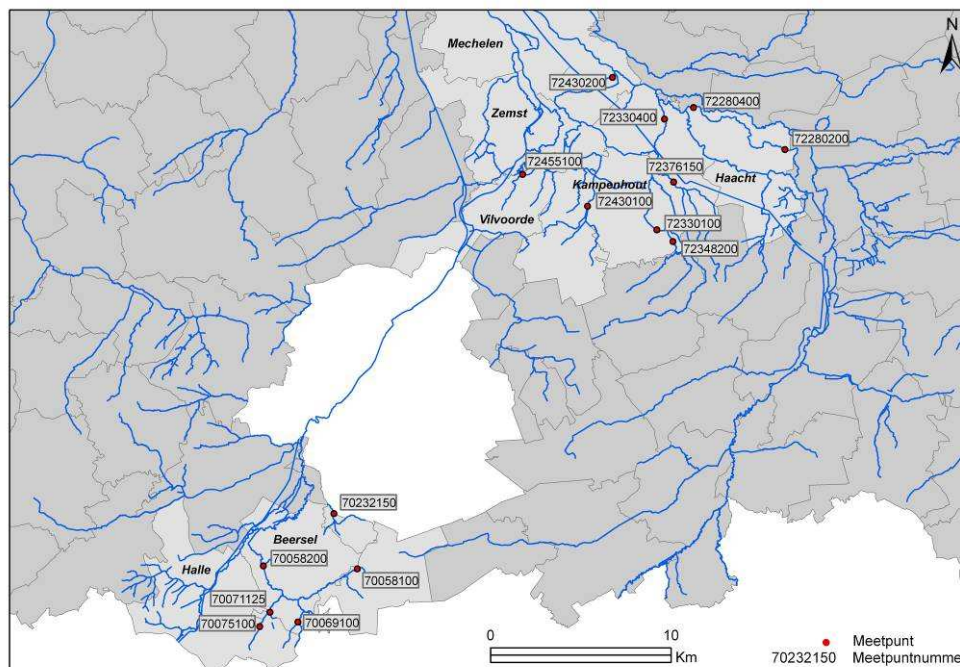 N
Mechelen
72430200
72280400
Zemst
72330400
72280200
72455100
72376150
Haacht
Kampenhout
72430100
Vilvoorde
72330100
72348200
70232150
Beersel
70058200
Halle
70058100
70071125
70075100
70069100
0 10
Km
Meetpunt
70232150 Meetpuntnumme